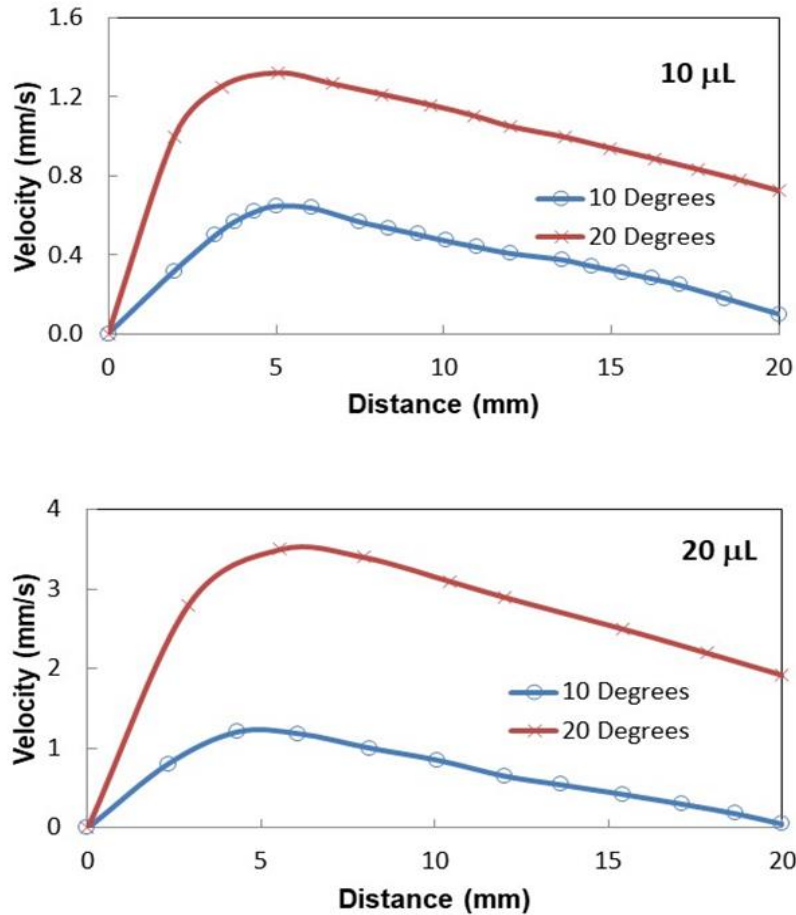 1.6
10 μL
1.2
Velocity (mm/s)
0.8
10 Degrees
20 Degrees
0.4
0.0
0 5 10 15 20
Distance (mm)
4
20 μL
3
Velocity (mm/s)
2
10 Degrees
20 Degrees
1
0
0 5 10 15 20
Distance (mm)